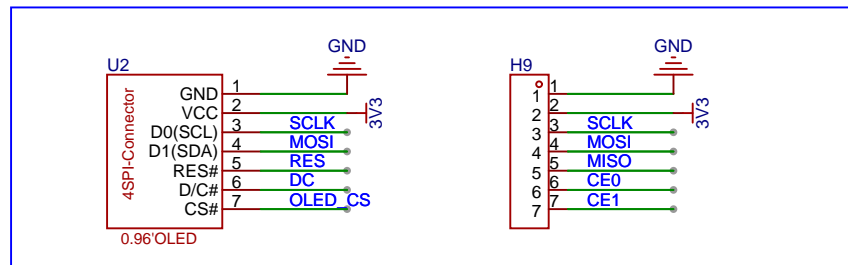 GND
U2
4SPI-Connector
GND 1
VCC 2 3V3
D0(SCL) 3 SCLK
D1(SDA) 4 MOSI
RES# 5 RES
D/C# 6 DC
CS# 7 OLED_CS
0.96'OLED
GND
H9
1 1
2 2 3V3
3 3 SCLK
4 4 MOSI
5 5 MISO
6 6 CE0
7 7 CE1